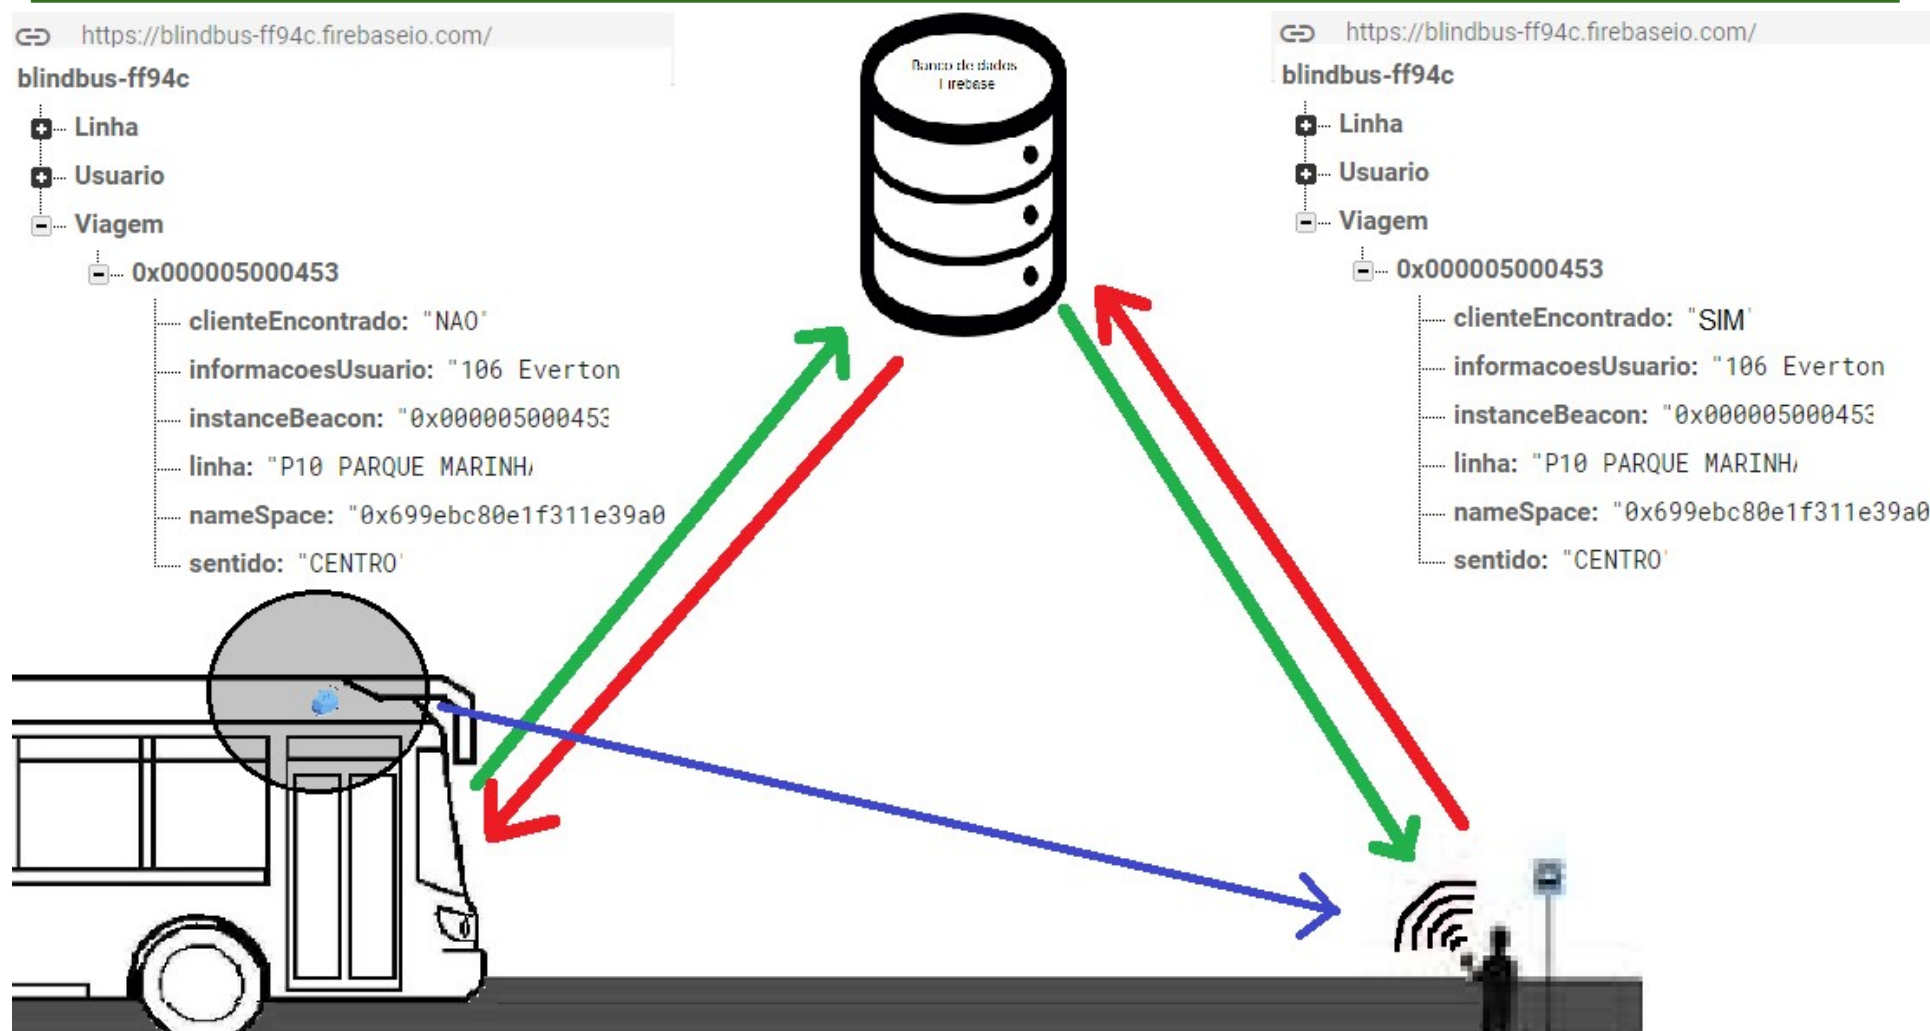 https://blindbus-ff94c.firebaseio.com/
blindbus-ff94c
Linha
Usuario
Viagem
0x000005000453
clienteEncontrado: "NAO"
informacoesUsuario: "106 Everton
instanceBeacon: "0x000005000453
linha: "P10 PARQUE MARINH
nameSpace: "0x699ebc80e1f311e39a0
sentido: "CENTRO"
Banco de dados
Firebase
https://blindbus-ff94c.firebaseio.com/
blindbus-ff94c
Linha
Usuario
Viagem
0x000005000453
clienteEncontrado: "SIM"
informacoesUsuario: "106 Everton
instanceBeacon: "0x000005000453
linha: "P10 PARQUE MARINH
nameSpace: "0x699ebc80e1f311e39a0
sentido: "CENTRO"